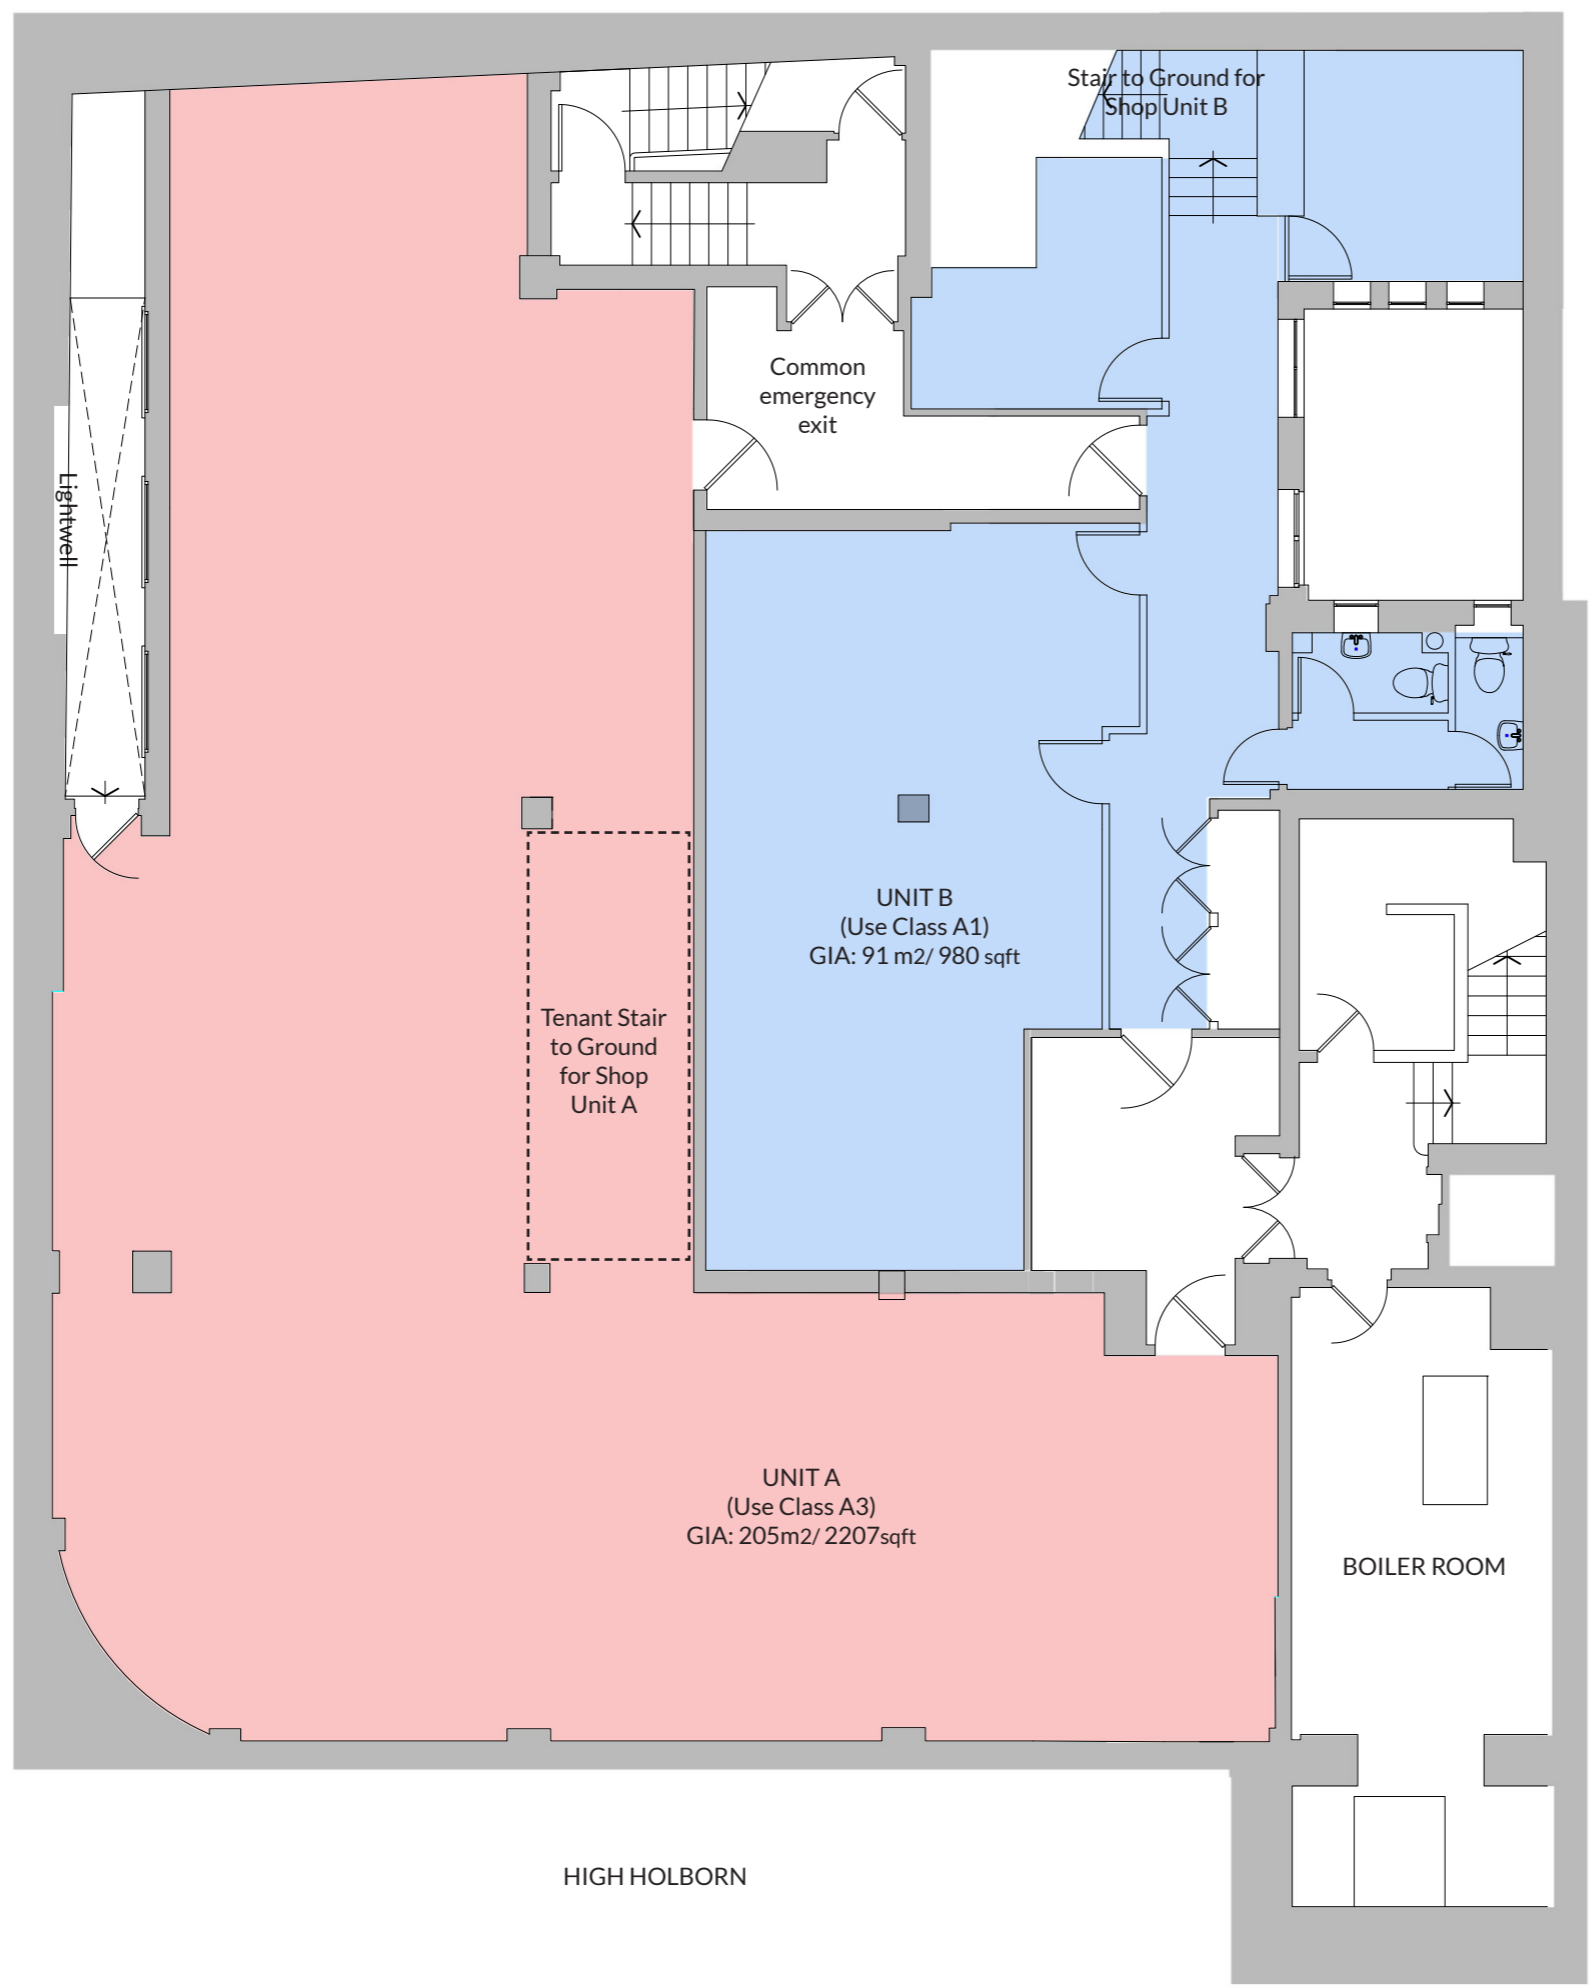 Stair to Ground for
Shop Unit B
Common
emergency
exit
Lightwell
UNIT B
(Use Class A1)
GIA: 91 m2/ 980 sqft
Tenant Stair
to Ground
for Shop
Unit A
UNIT A
(Use Class A3)
GIA: 205m2/ 2207sqft
BOILER ROOM
HIGH HOLBORN